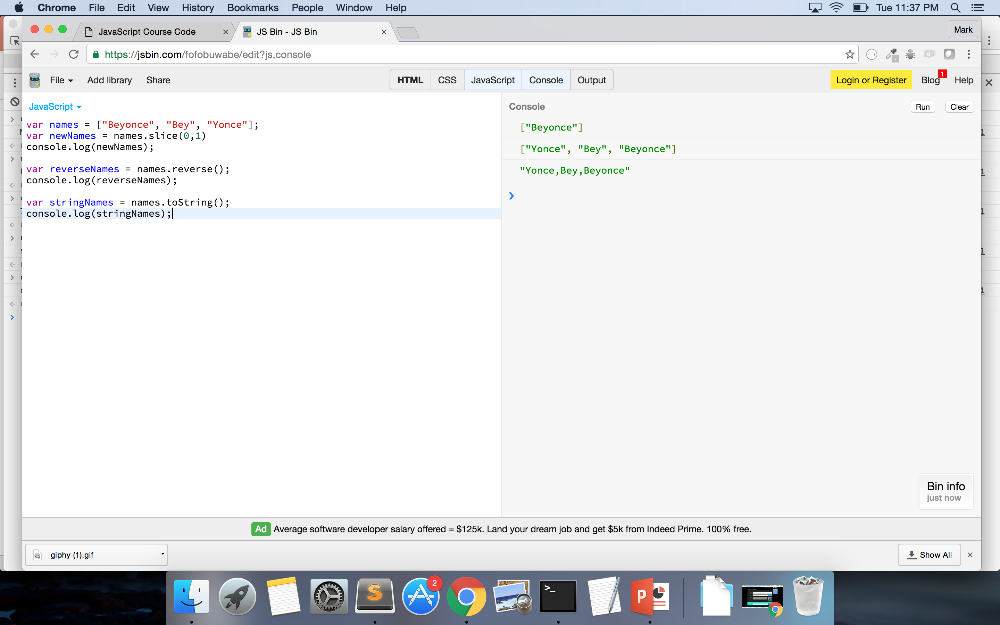 Chrome File Edit View History Bookmarks People Window Help Tue 11:37 PM
JavaScript Course Code JS Bin - JS Bin Mark
https://jsbin.com/fofobuwabe/edit?js,console
File Add library Share HTML CSS JavaScript Console Output Login or Register Blog 1 Help
JavaScript
var names = ["Beyonce", "Bey", "Yonce"];
var newNames = names.slice(0,1)
console.log(newNames);
var reverseNames = names.reverse();
console.log(reverseNames);
var stringNames = names.toString();
console.log(stringNames);
Console Run Clear
["Beyonce"]
["Yonce", "Bey", "Beyonce"]
"Yonce,Bey,Beyonce"
Bin info
just now
Ad Average software developer salary offered = $125k. Land your dream job and get $5k from Indeed Prime. 100% free.
giphy (1).gif Show All
2